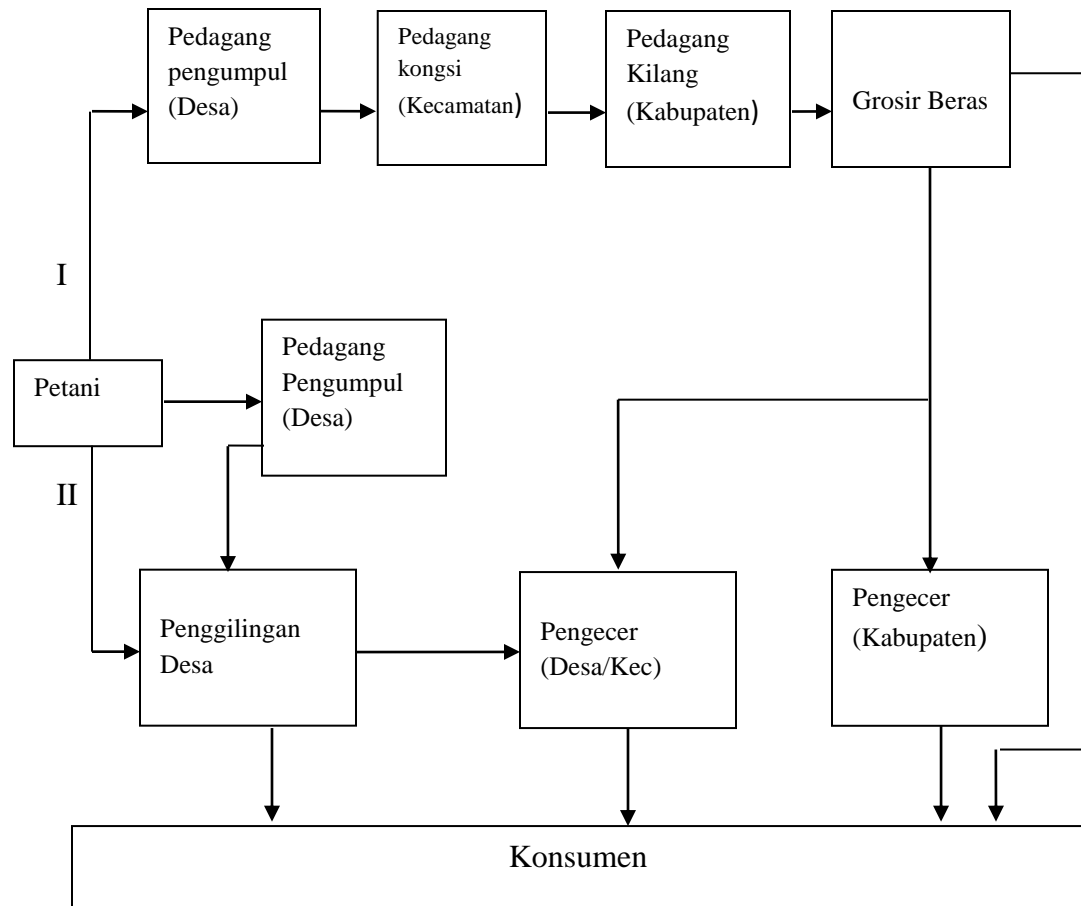 Pedagang
pengumpul
(Desa)
Pedagang
kongsi
(Kecamatan)
Pedagang
Kilang
(Kabupaten)
Grosir Beras
I
Petani
Pedagang
Pengumpul
(Desa)
II
Penggilingan
Desa
Pengecer
(Desa/Kec)
Pengecer
(Kabupaten)
Konsumen